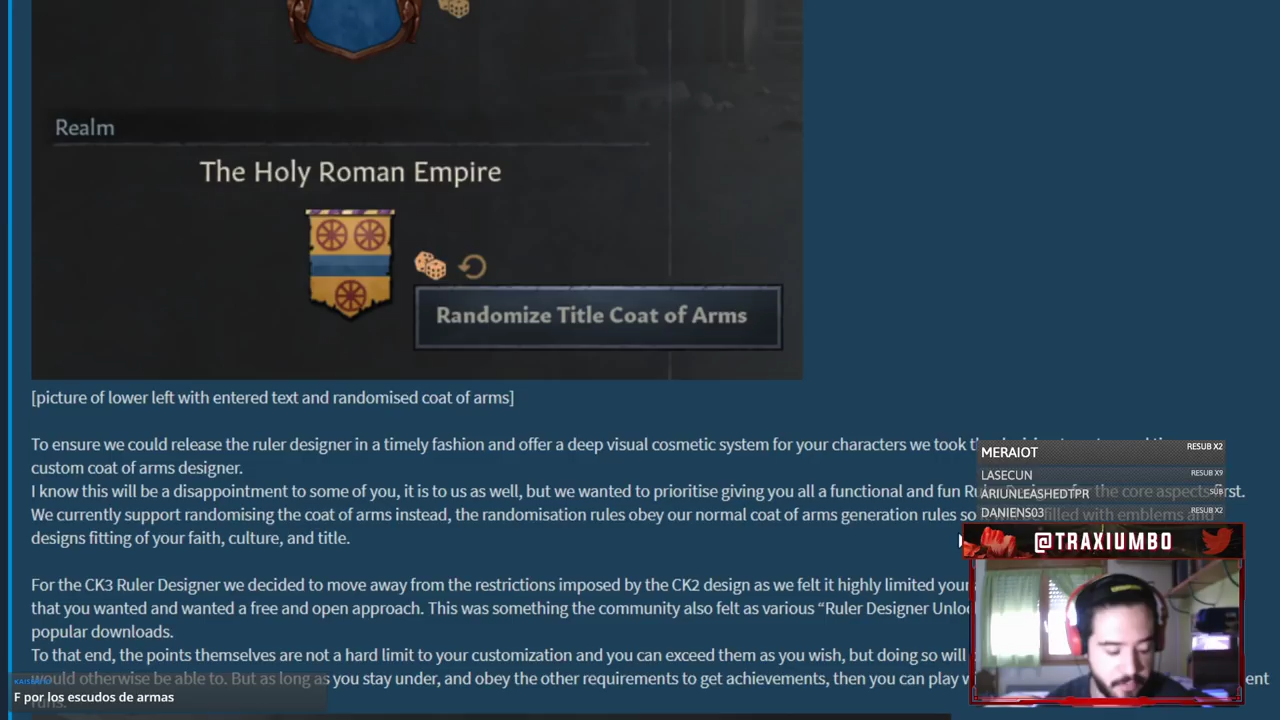 Realm
The Holy Roman Empire
Randomize Title Coat of Arms
[picture of lower left with entered text and randomised coat of arms]
To ensure we could release the ruler designer in a timely fashion and offer a deep visual cosmetic system for your characters we took
custom coat of arms designer.
I know this will be a disappointment to some of you, it is to us as well, but we wanted to prioritise giving you all a functional and fun the core aspects first.
We currently support randomising the coat of arms instead, the randomisation rules obey our normal coat of arms generation rules so filled with emblems and
designs fitting of your faith, culture, and title.
For the CK3 Ruler Designer we decided to move away from the restrictions imposed by the CK2 design as we felt it highly limited your
that you wanted and wanted a free and open approach. This was something the community also felt as various “Ruler Designer
popular downloads.
To that end, the points themselves are not a hard limit to your customization and you can exceed them as you wish, but doing so will
would otherwise be able to. But as long as you stay under, and obey the other requirements to get achievements, then you can play
runs.
F por los escudos de armas
MERAIOT RESUB X2
LASECUN RESUB X9
ARIUNLEASHEDTPR SUB
DANIENS03 RESUB X2
@TRAXIUMBO